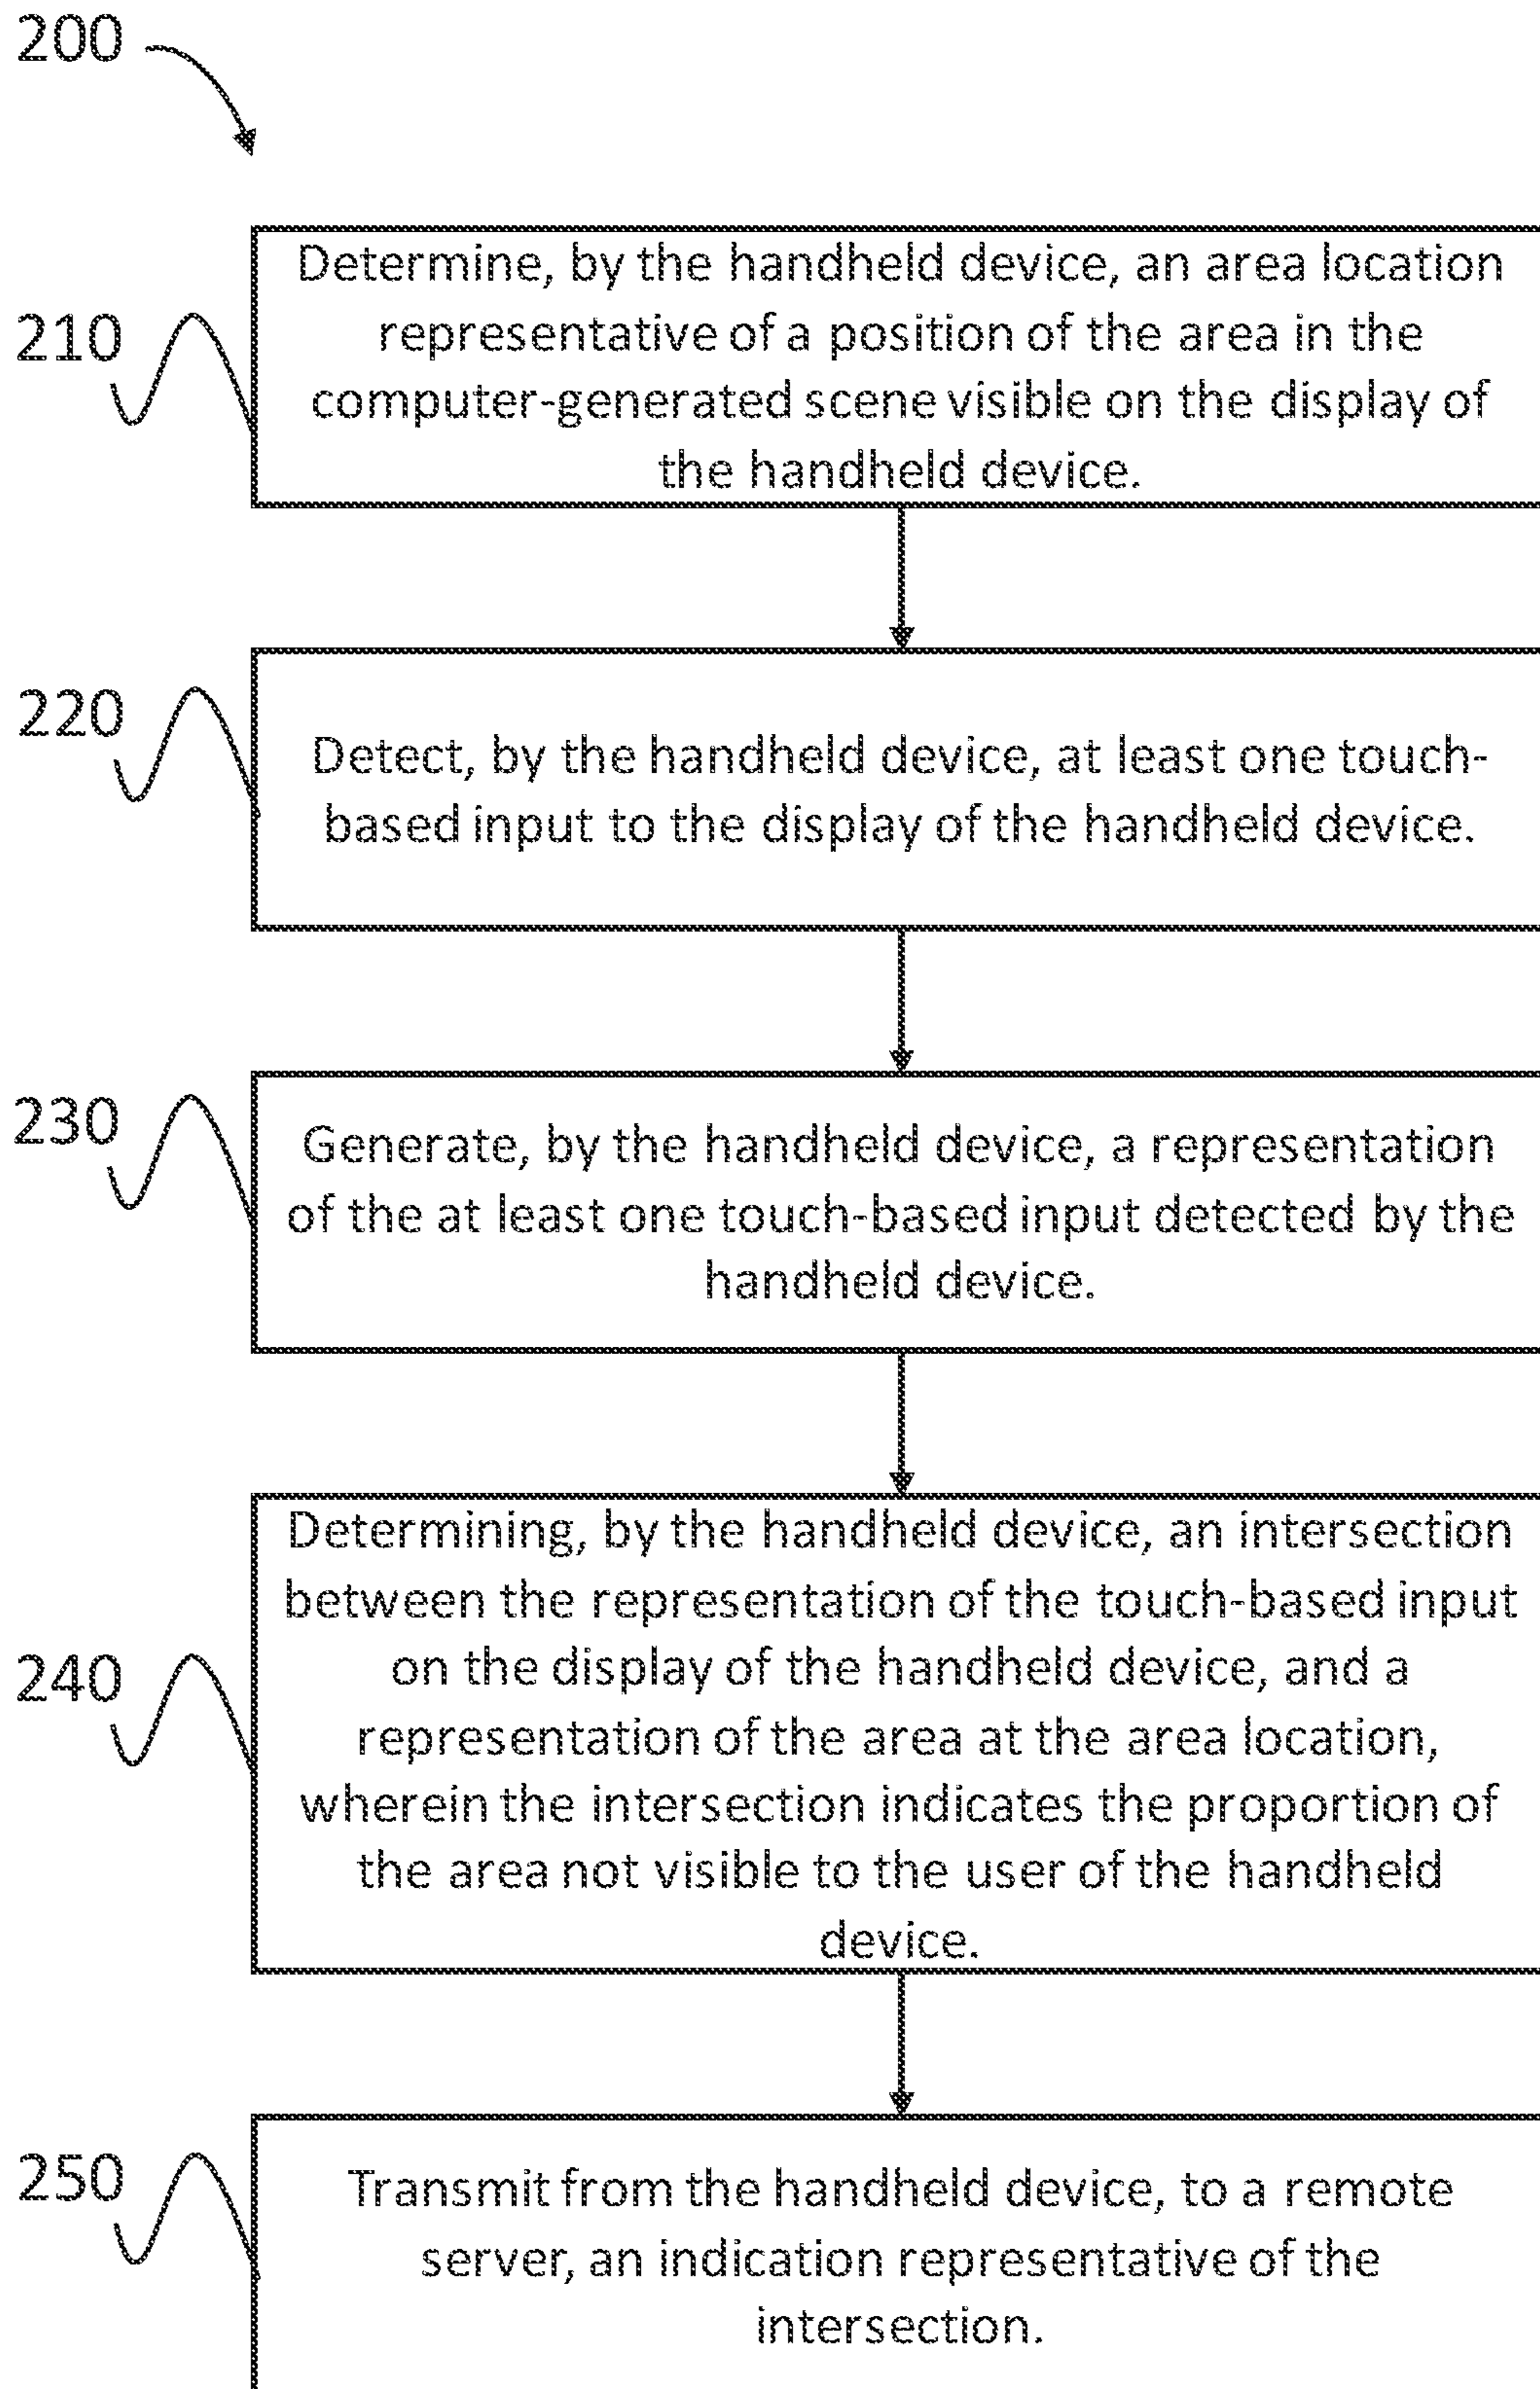 200
210
Determine, by the handheld device, an area location
representative of a position of the area in the
computer-generated scene visible on the display of
the handheld device.
220
Detect, by the handheld device, at least one touch-
based input to the display of the handheld device.
230
Generate, by the handheld device, a representation
of the at least one touch-based input detected by the
handheld device.
240
Determining, by the handheld device, an intersection
between the representation of the touch-based input
on the display of the handheld device, and a
representation of the area at the area location,
wherein the intersection indicates the proportion of
the area not visible to the user of the handheld
device.
250
Transmit from the handheld device, to a remote
server, an indication representative of the
intersection.